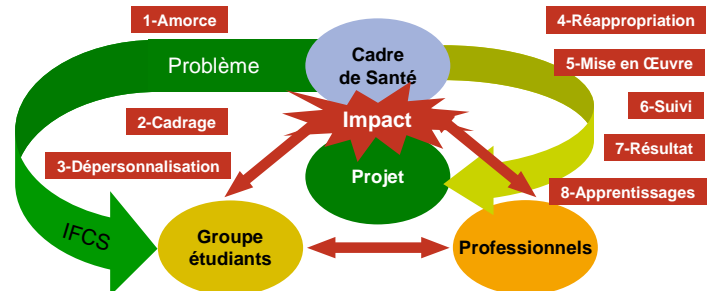 1-Amorce
4-Réappropriation
Problème
Cadre
de Santé
5-Mise en Œuvre
6-Suivi
2-Cadrage
Impact
7-Résultat
3-Dépersonnalisation
Projet
8-Apprentissages
IFCS
Groupe
étudiants
Professionnels